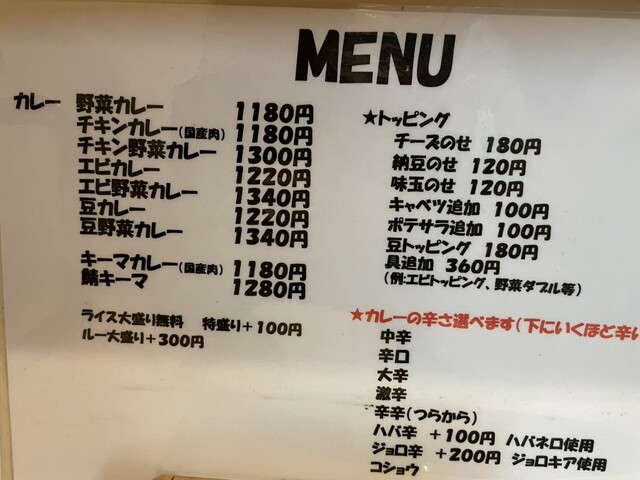 MENU
カレー 野菜カレー 1180円
チキンカレー(国産肉) 1180円
チキン野菜カレー 1300円
エビカレー 1220円
エビ野菜カレー 1340円
豆カレー 1220円
豆野菜カレー 1340円
キーマカレー(国産肉) 1180円
鯖キーマ 1280円
ライス大盛り無料 特盛り+100円
ルー大盛り+300円
★トッピング
チーズのせ 180円
納豆のせ 120円
味玉のせ 120円
キャベツ追加 100円
ポテサラ追加 100円
豆トッピング 180円
具追加 360円
(例:エビトッピング、野菜ダブル等)
★カレーの辛さ選べます(下にいくほど辛い
中辛
辛口
大辛
激辛
辛辛(つらから)
ハバ辛 +100円 ハバネロ使用
ジョロ辛 +200円 ジョロキア使用
コショウ